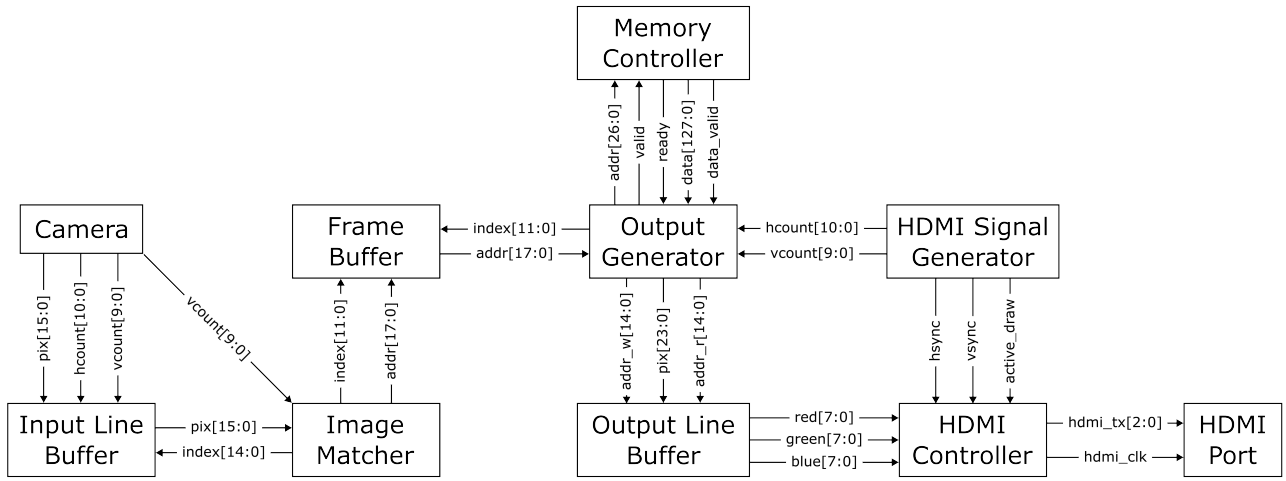 Memory
Controller
addr[26:0]
valid
ready
data[127:0]
data_valid
Camera
Frame
Buffer
index[11:0]
addr[17:0]
Output
Generator
hcount[10:0]
vcount[9:0]
HDMI Signal
Generator
pix[15:0]
hcount[10:0]
vcount[9:0]
vcount[9:0]
index[11:0]
addr[17:0]
addr_w[14:0]
pix[23:0]
addr_r[14:0]
hsync
vsync
active_draw
Input Line
Buffer
pix[15:0]
index[14:0]
Image
Matcher
Output Line
Buffer
red[7:0]
green[7:0]
blue[7:0]
HDMI
Controller
hdmi_tx[2:0]
hdmi_clk
HDMI
Port